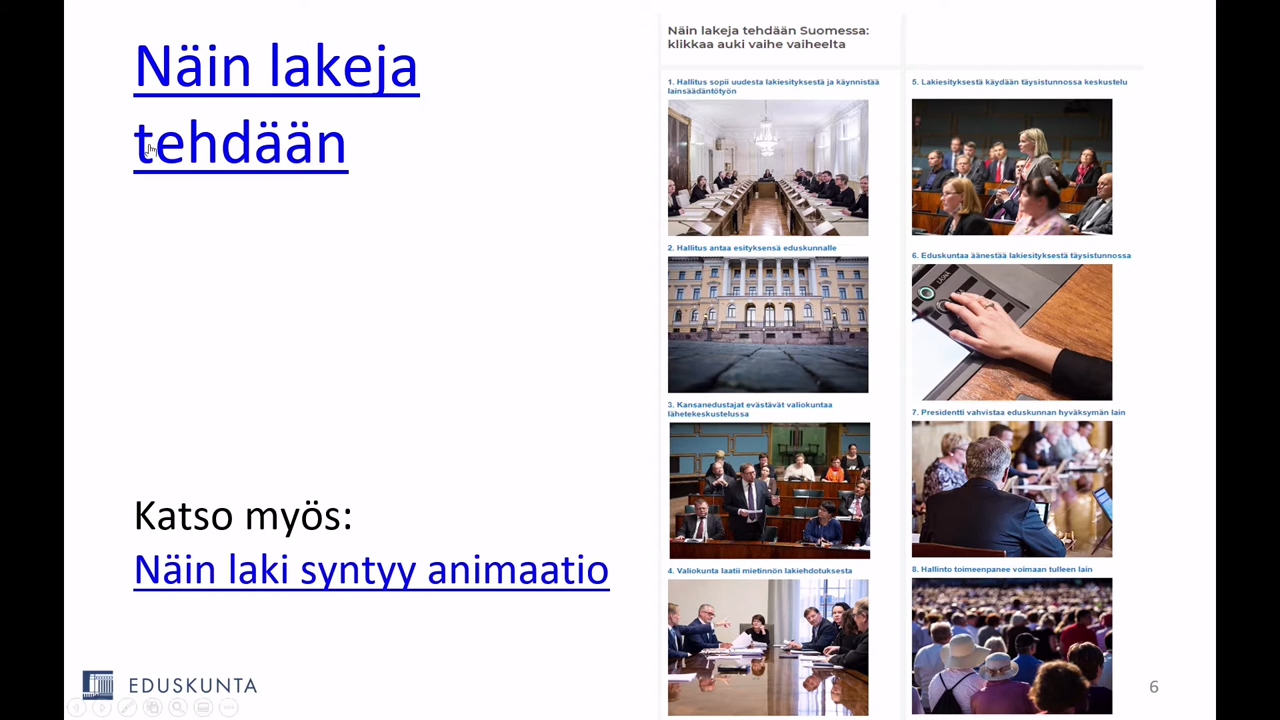 Näin lakeja
tehdään
Katso myös:
Näin laki syntyy animaatio
EDUSKUNTA
Näin lakeja tehdään Suomessa:
klikkaa auki vaihe vaiheelta
1. Hallitus sopii uudesta lakiesityksestä ja käynnistää
lainsäädäntötyön
2. Hallitus antaa esityksensä eduskunnalle
3. Kansanedustajat evästävät valiokuntaa
lähetekeskustelussa
4. Valiokunta laatii mietinnön lakiehdotuksesta
5. Lakiesityksestä käydään täysistunnossa keskustelu
6. Eduskuntaa äänestää lakiesityksestä täysistunnossa
7. Presidentti vahvistaa eduskunnan hyväksymän lain
8. Hallinto toimeenpanee voimaan tulleen lain
6